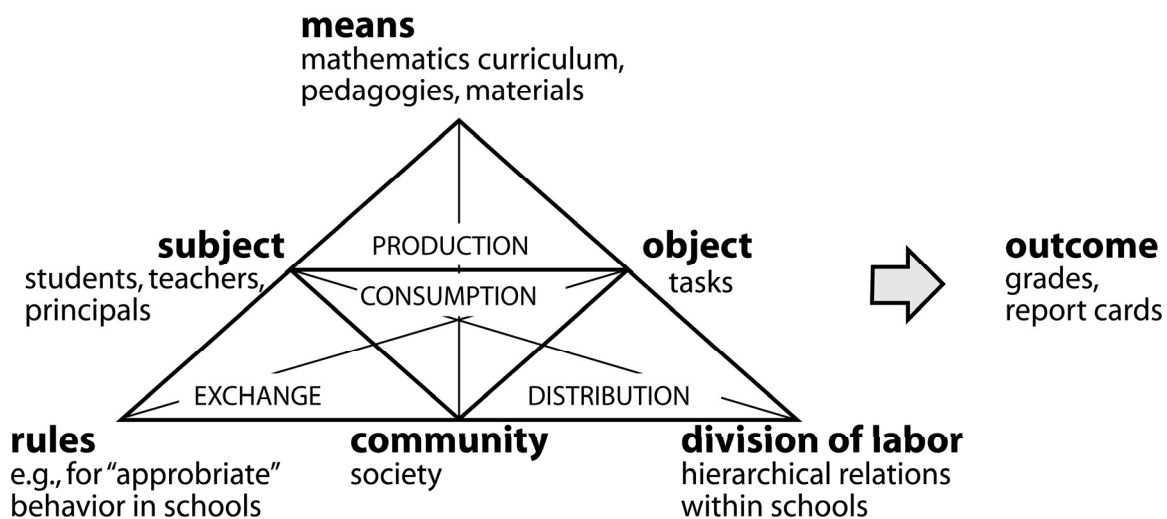 means
mathematics curriculum,
pedagogies, materials
subject
students, teachers,
principals
PRODUCTION
CONSUMPTION
object
tasks
outcome
grades,
report cards
EXCHANGE
DISTRIBUTION
rules
e.g., for “approbriate”
behavior in schools
community
society
division of labor
hierarchical relations
within schools